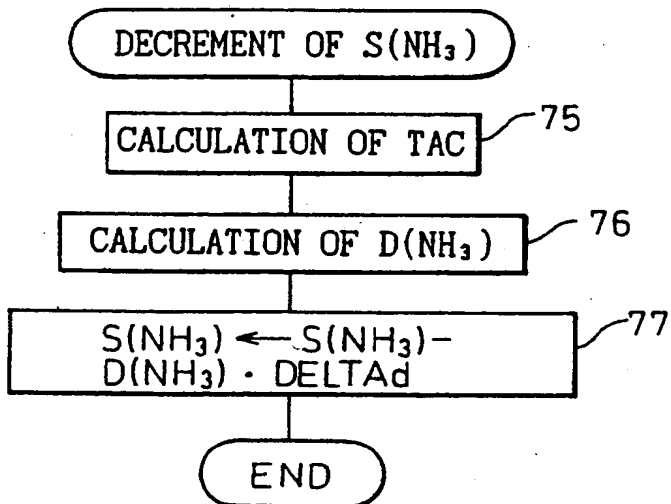 DECREMENT OF S(NH₃)
75
CALCULATION OF TAC
76
CALCULATION OF D(NH₃)
77
S(NH₃) ← S(NH₃)–
D(NH₃) · DELTAd
END